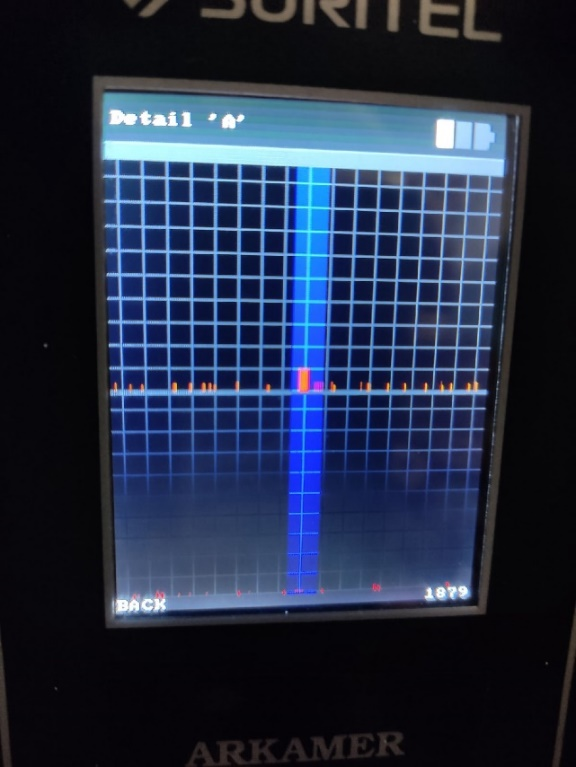 SURITEL
Detail 'A'
BACK
1879
ARKAMER